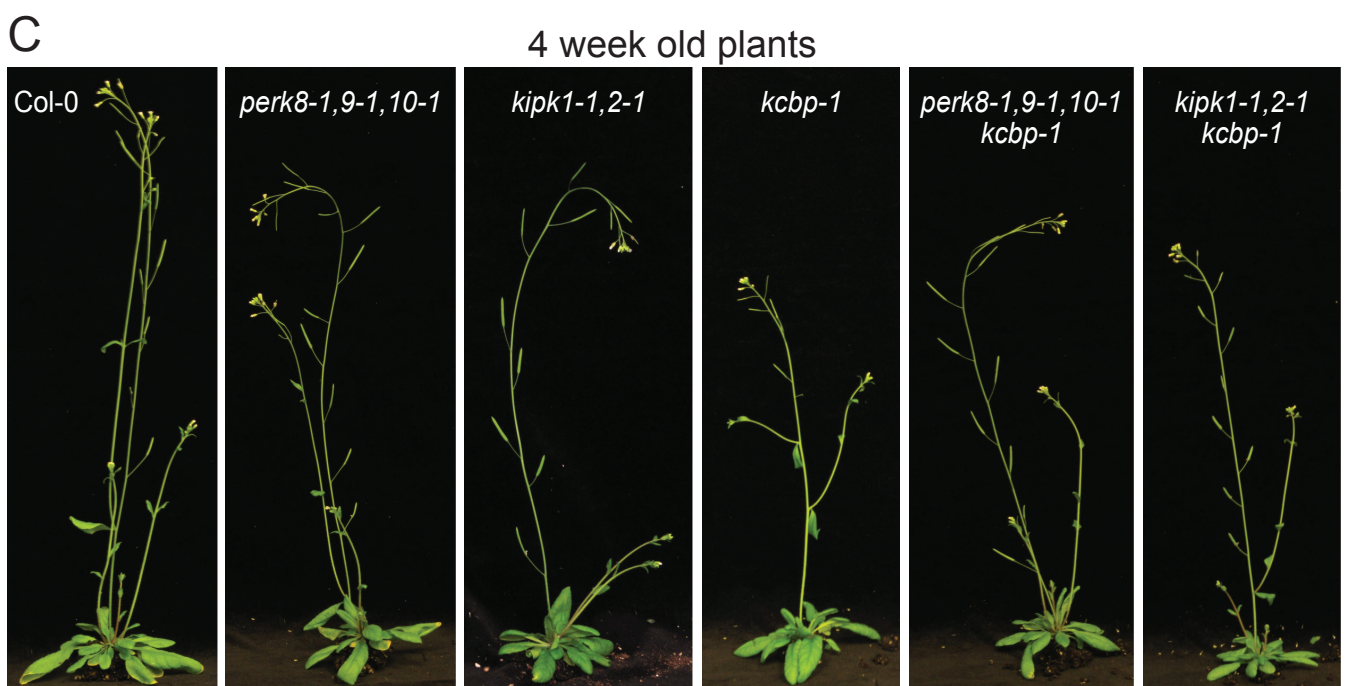 C
4 week old plants
Col-0
perk8-1,9-1,10-1
kipk1-1,2-1
kcbp-1
perk8-1,9-1,10-1
kcbp-1
kipk1-1,2-1
kcbp-1